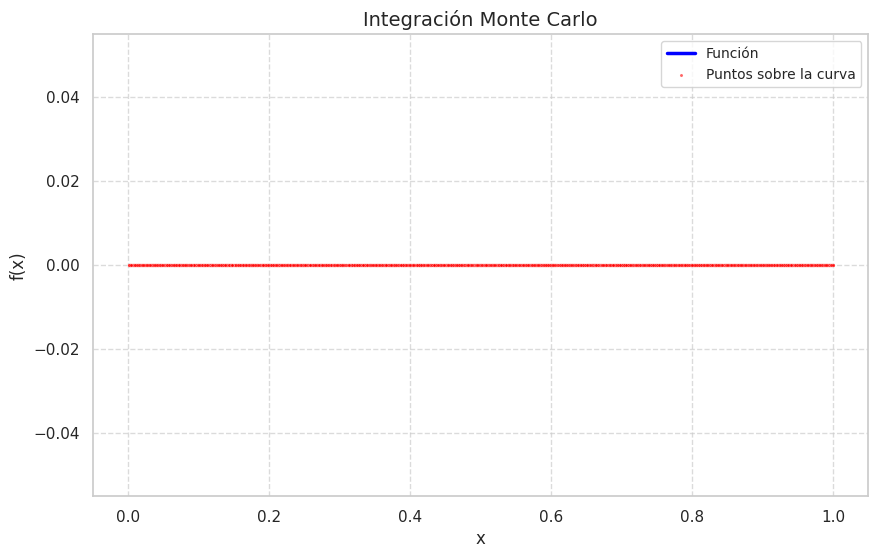 Integración Monte Carlo
Función
Puntos sobre la curva
0.04
0.02
0.00
−0.02
−0.04
f(x)
0.0 0.2 0.4 0.6 0.8 1.0
x